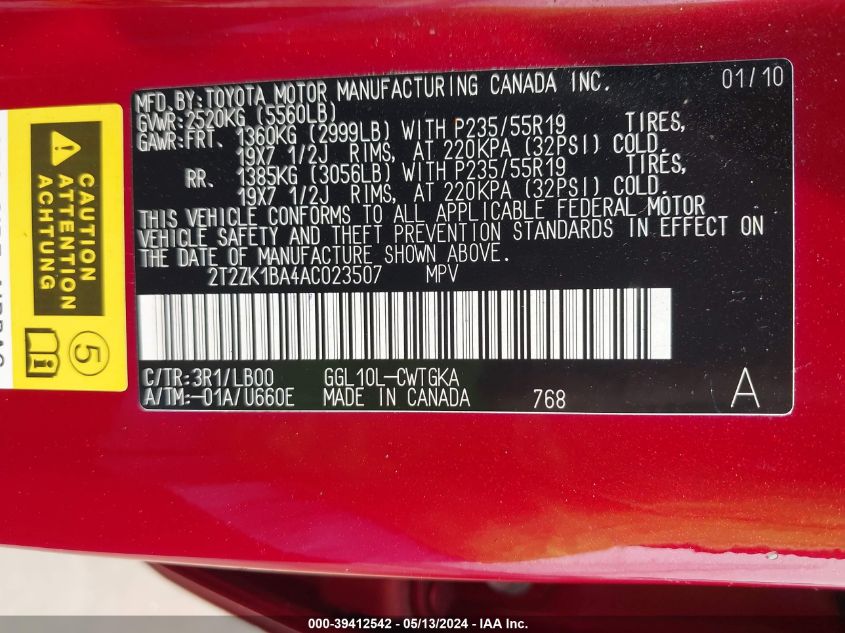 MFD.BY:TOYOTA MOTOR MANUFACTURING CANADA INC. 01/10
GVWR:2520KG (5560LB)
GAWR:FRT. 1360KG (2999LB) WITH P235/55R19 TIRES,
19X7 1/2J RIMS, AT 220KPA (32PSI) COLD.
RR. 1385KG (3056LB) WITH P235/55R19 TIRES,
19X7 1/2J RIMS, AT 220KPA (32PSI) COLD.
THIS VEHICLE CONFORMS TO ALL APPLICABLE FEDERAL MOTOR
VEHICLE SAFETY AND THEFT PREVENTION STANDARDS IN EFFECT ON
THE DATE OF MANUFACTURE SHOWN ABOVE.
2T2ZK1BA4AC023507 MPV
C/TR:3R1/LB00 GGL10L-CWTGKA
A/TM:-01A/U660E MADE IN CANADA 768 A
CAUTION
ATTENTION
ACHTUNG
5
000-39412542 - 05/13/2024 - IAA Inc.